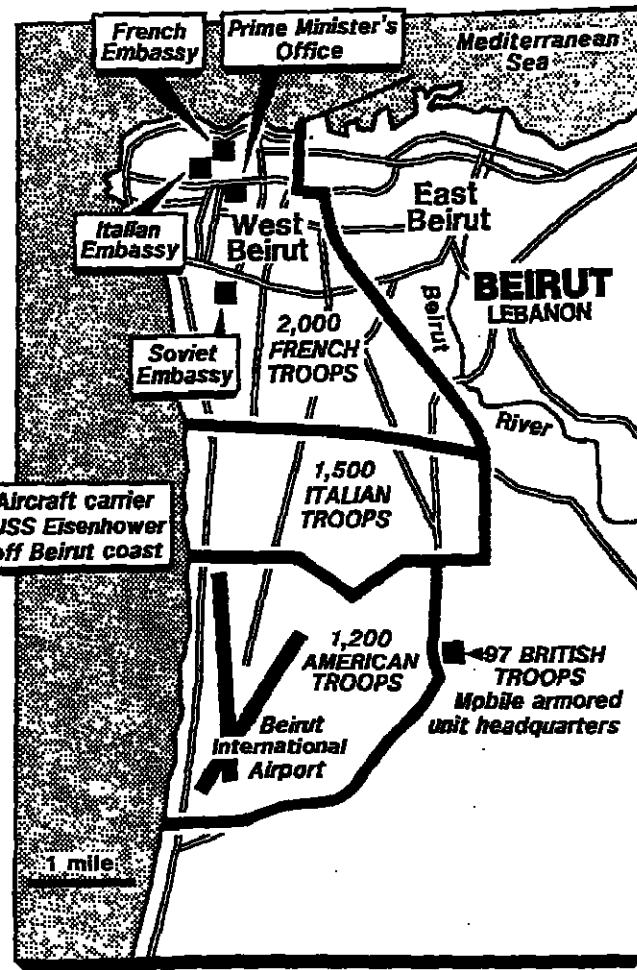 French
Embassy
Prime Minister's
Office
Mediterranean
Sea
Italian
Embassy
West
Beirut
East
Beirut
BEIRUT
LEBANON
Beirut
River
Soviet
Embassy
2,000
FRENCH
TROOPS
1,500
ITALIAN
TROOPS
Aircraft carrier
USS Eisenhower
off Beirut coast
1,200
AMERICAN
TROOPS
97 BRITISH
TROOPS
Mobile armored
unit headquarters
Beirut
International
Airport
1 mile